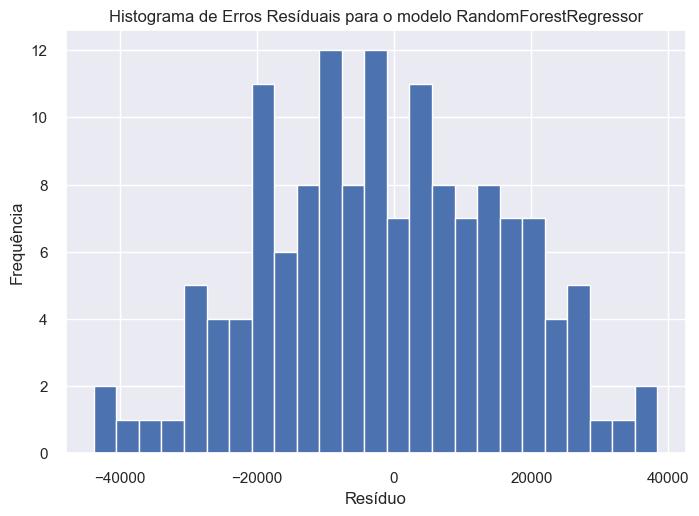 Histograma de Erros Resíduais para o modelo RandomForestRegressor
12
10
8
6
4
2
0
Frequência
−40000 −20000 0 20000 40000
Resíduo